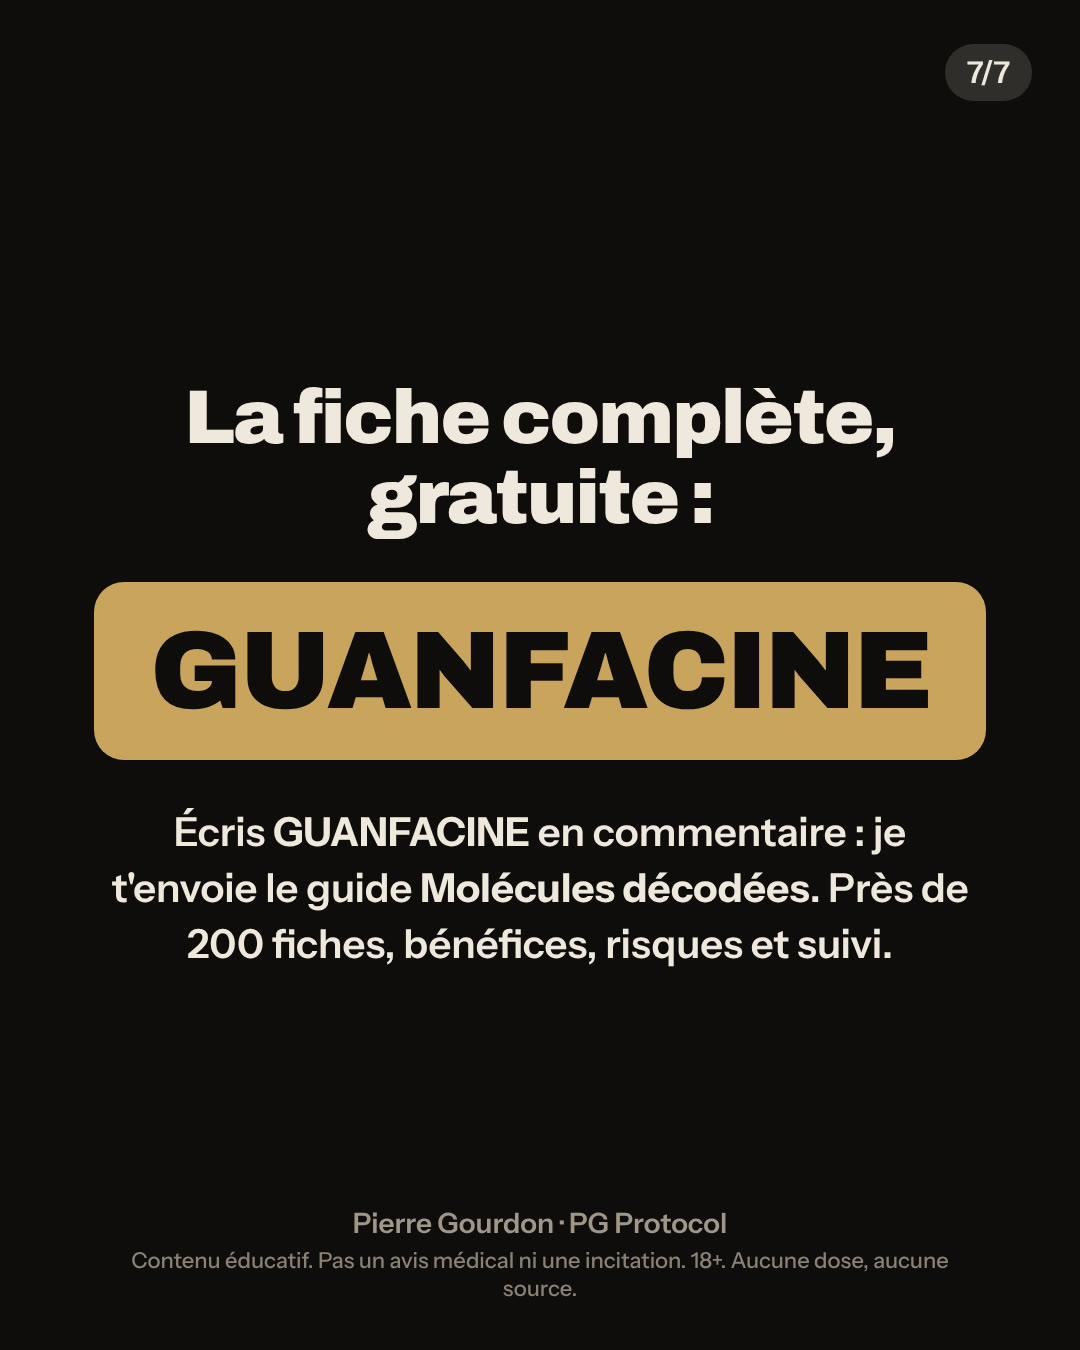 7/7
La fiche complète,
gratuite :
GUANFACINE
Écris GUANFACINE en commentaire : je
t'envoie le guide Molécules décodées. Près de
200 fiches, bénéfices, risques et suivi.
Pierre Gourdon · PG Protocol
Contenu éducatif. Pas un avis médical ni une incitation. 18+. Aucune dose, aucune
source.